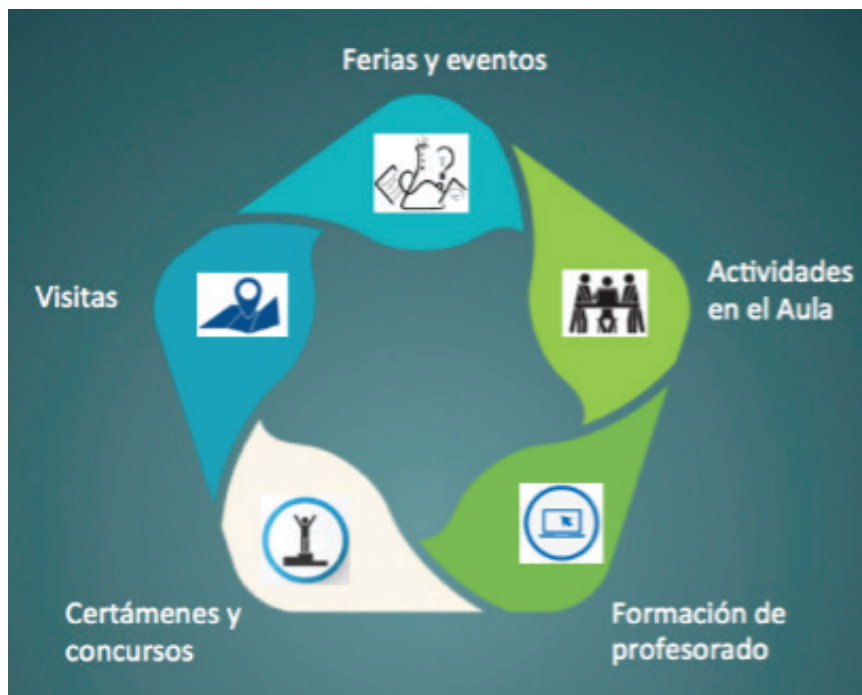 Ferias y eventos
Actividades
en el Aula
Visitas
Certámenes y
concursos
Formación de
profesorado